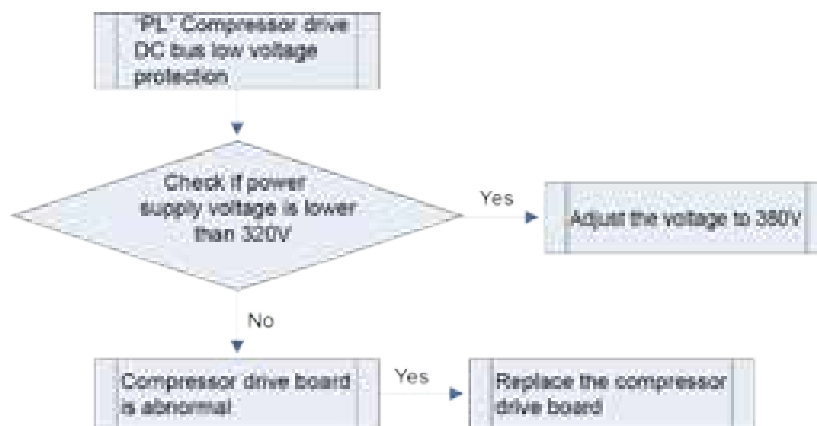 "PL" Compressor drive
DC bus low voltage
protection
Check if power
supply voltage is lower
than 320V
Yes
Adjust the voltage to 380V
No
Compressor drive board
is abnormal
Yes
Replace the compressor
drive board